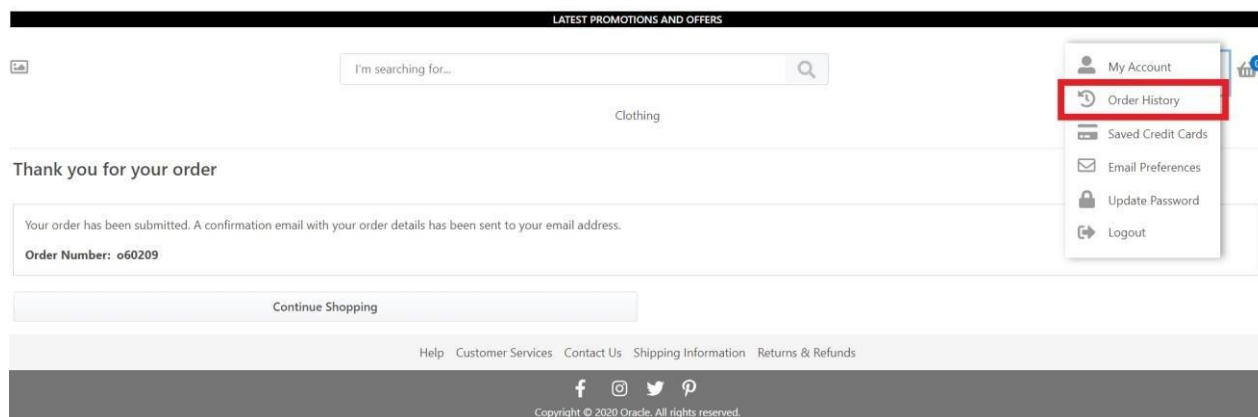 LATEST PROMOTIONS AND OFFERS
I'm searching for...
Clothing
My Account
Order History
Saved Credit Cards
Email Preferences
Update Password
Logout
Thank you for your order
Your order has been submitted. A confirmation email with your order details has been sent to your email address.
Order Number: o60209
Continue Shopping
Help Customer Services Contact Us Shipping Information Returns & Refunds
Copyright © 2020 Oracle. All rights reserved.